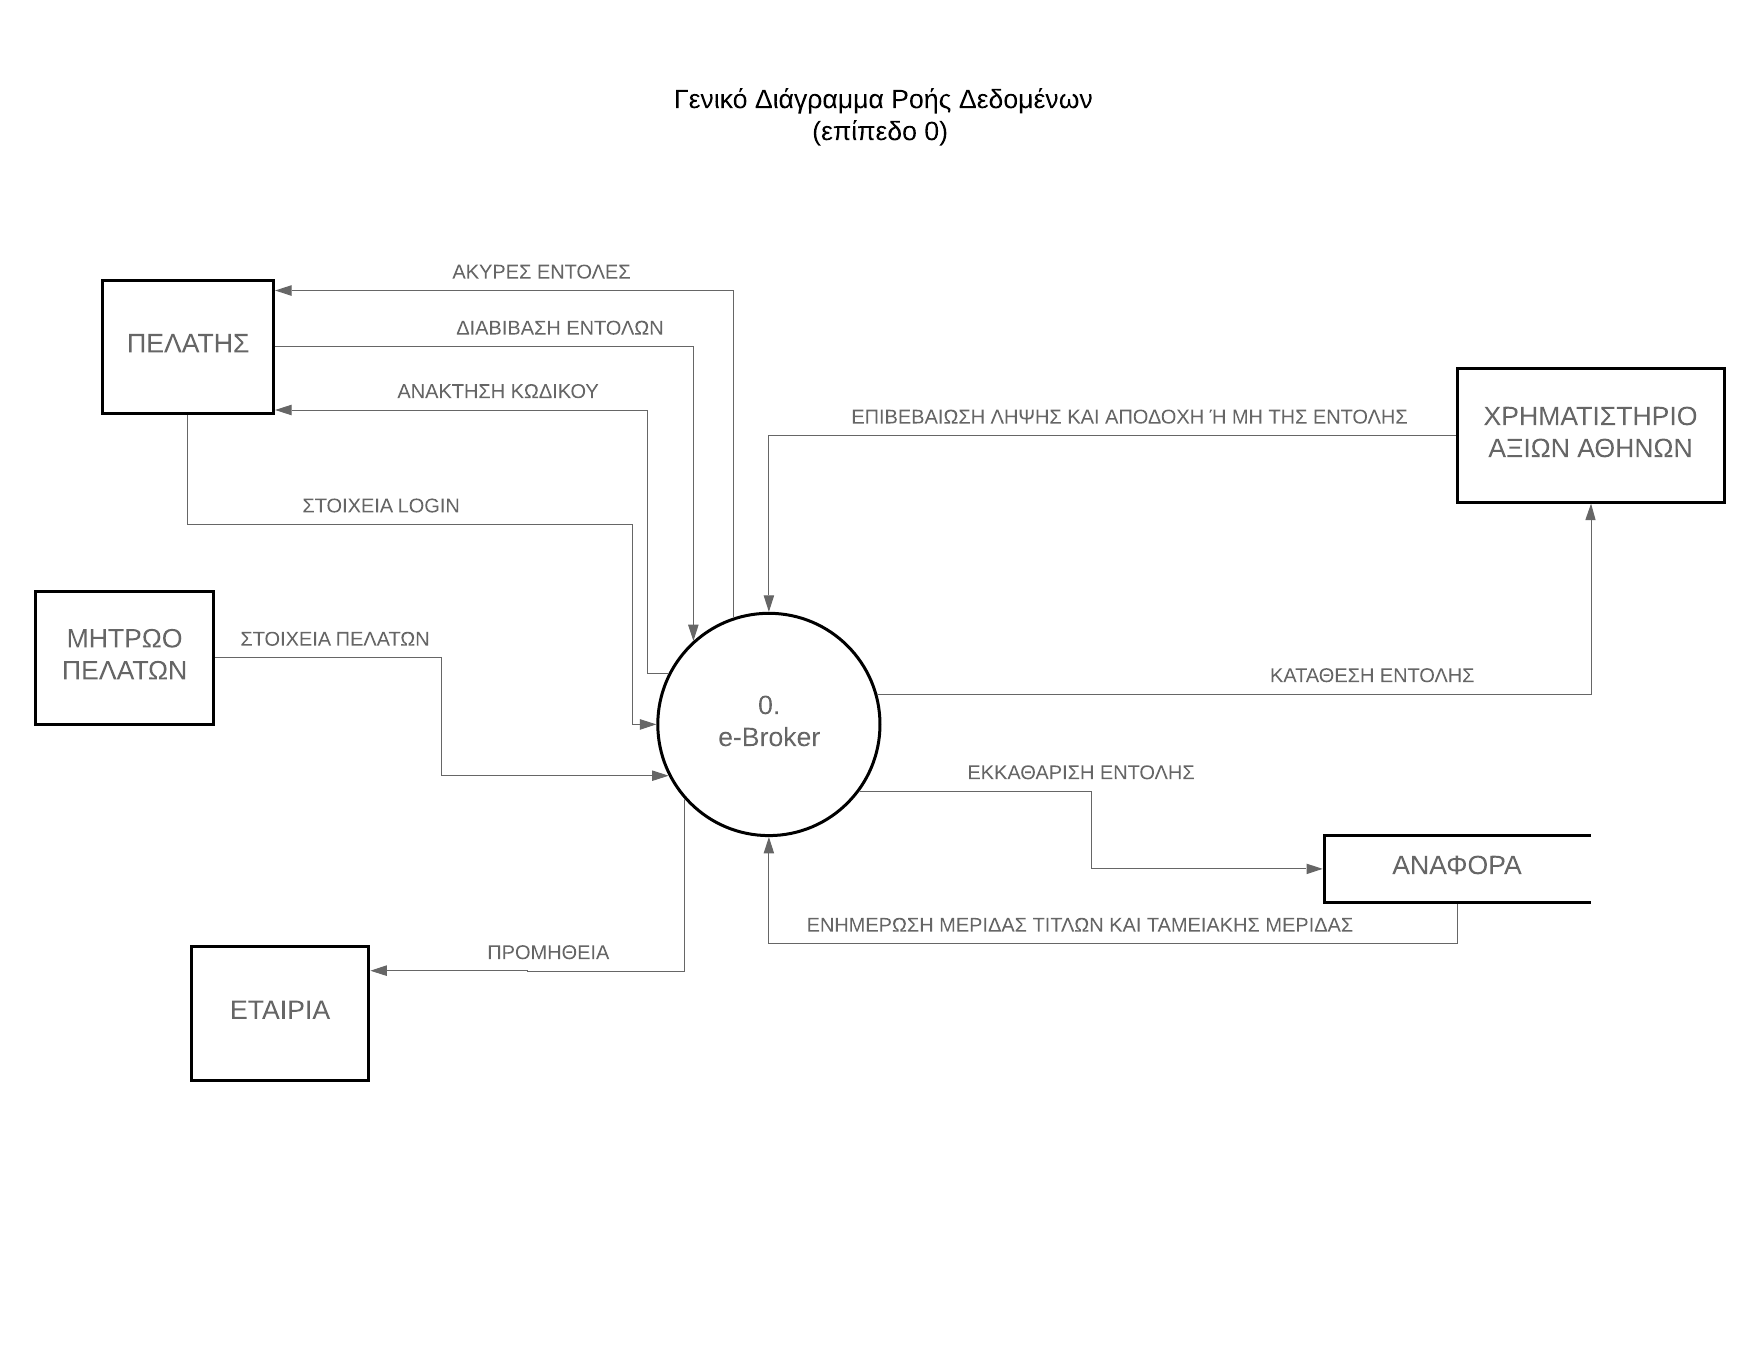 Γενικό Διάγραμμα Ροής Δεδομένων
(επίπεδο 0)
ΑΚΥΡΕΣ ΕΝΤΟΛΕΣ
ΠΕΛΑΤΗΣ
ΔΙΑΒΙΒΑΣΗ ΕΝΤΟΛΩΝ
ΑΝΑΚΤΗΣΗ ΚΩΔΙΚΟΥ
ΣΤΟΙΧΕΙΑ LOGIN
ΕΠΙΒΕΒΑΙΩΣΗ ΛΗΨΗΣ ΚΑΙ ΑΠΟΔΟΧΗ Ή ΜΗ ΤΗΣ ΕΝΤΟΛΗΣ
ΧΡΗΜΑΤΙΣΤΗΡΙΟ
ΑΞΙΩΝ ΑΘΗΝΩΝ
ΜΗΤΡΩΟ
ΠΕΛΑΤΩΝ
ΣΤΟΙΧΕΙΑ ΠΕΛΑΤΩΝ
0.
e-Broker
ΚΑΤΑΘΕΣΗ ΕΝΤΟΛΗΣ
ΕΚΚΑΘΑΡΙΣΗ ΕΝΤΟΛΗΣ
ΑΝΑΦΟΡΑ
ΕΝΗΜΕΡΩΣΗ ΜΕΡΙΔΑΣ ΤΙΤΛΩΝ ΚΑΙ ΤΑΜΕΙΑΚΗΣ ΜΕΡΙΔΑΣ
ΠΡΟΜΗΘΕΙΑ
ΕΤΑΙΡΙΑ